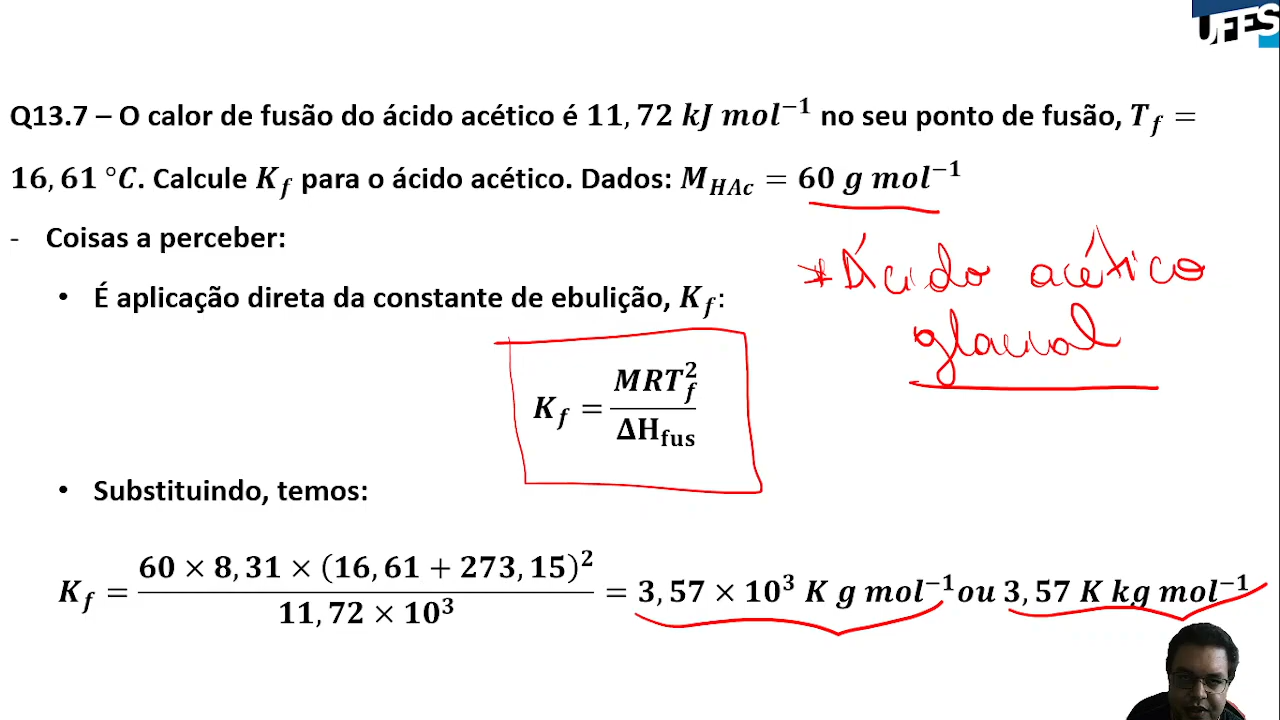 UFES
Q13.7 – O calor de fusão do ácido acético é 11,72 kJ mol⁻¹ no seu ponto de fusão, T_f =
16,61 °C. Calcule K_f para o ácido acético. Dados: M_HAc = 60 g mol⁻¹
- Coisas a perceber:
*Ácido acético
glacial
• É aplicação direta da constante de ebulição, K_f:
K_f = MRT_f² / ΔH_fus
• Substituindo, temos:
K_f = 60 × 8,31 × (16,61 + 273,15)² / 11,72 × 10³ = 3,57 × 10³ K g mol⁻¹ ou 3,57 K kg mol⁻¹